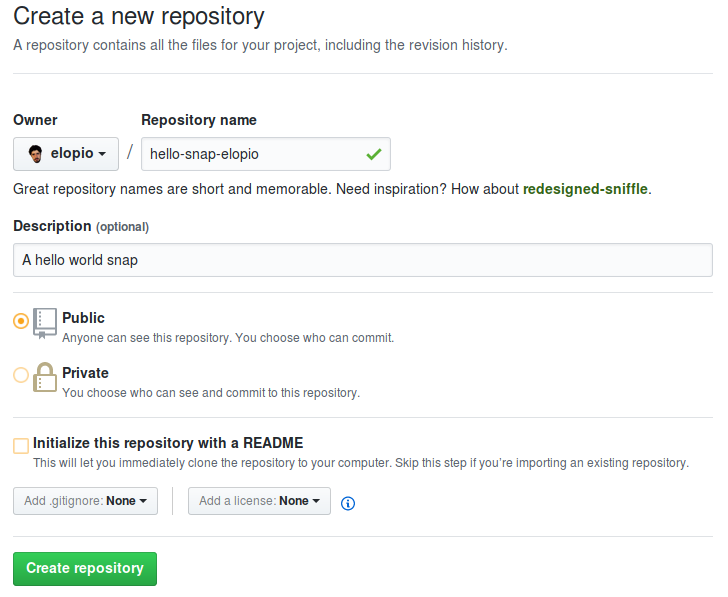 Create a new repository
A repository contains all the files for your project, including the revision history.
Owner Repository name
elopio / hello-snap-elopio
Great repository names are short and memorable. Need inspiration? How about redesigned-sniffle.
Description (optional)
A hello world snap
Public
Anyone can see this repository. You choose who can commit.
Private
You choose who can see and commit to this repository.
Initialize this repository with a README
This will let you immediately clone the repository to your computer. Skip this step if you’re importing an existing repository.
Add .gitignore: None Add a license: None
Create repository